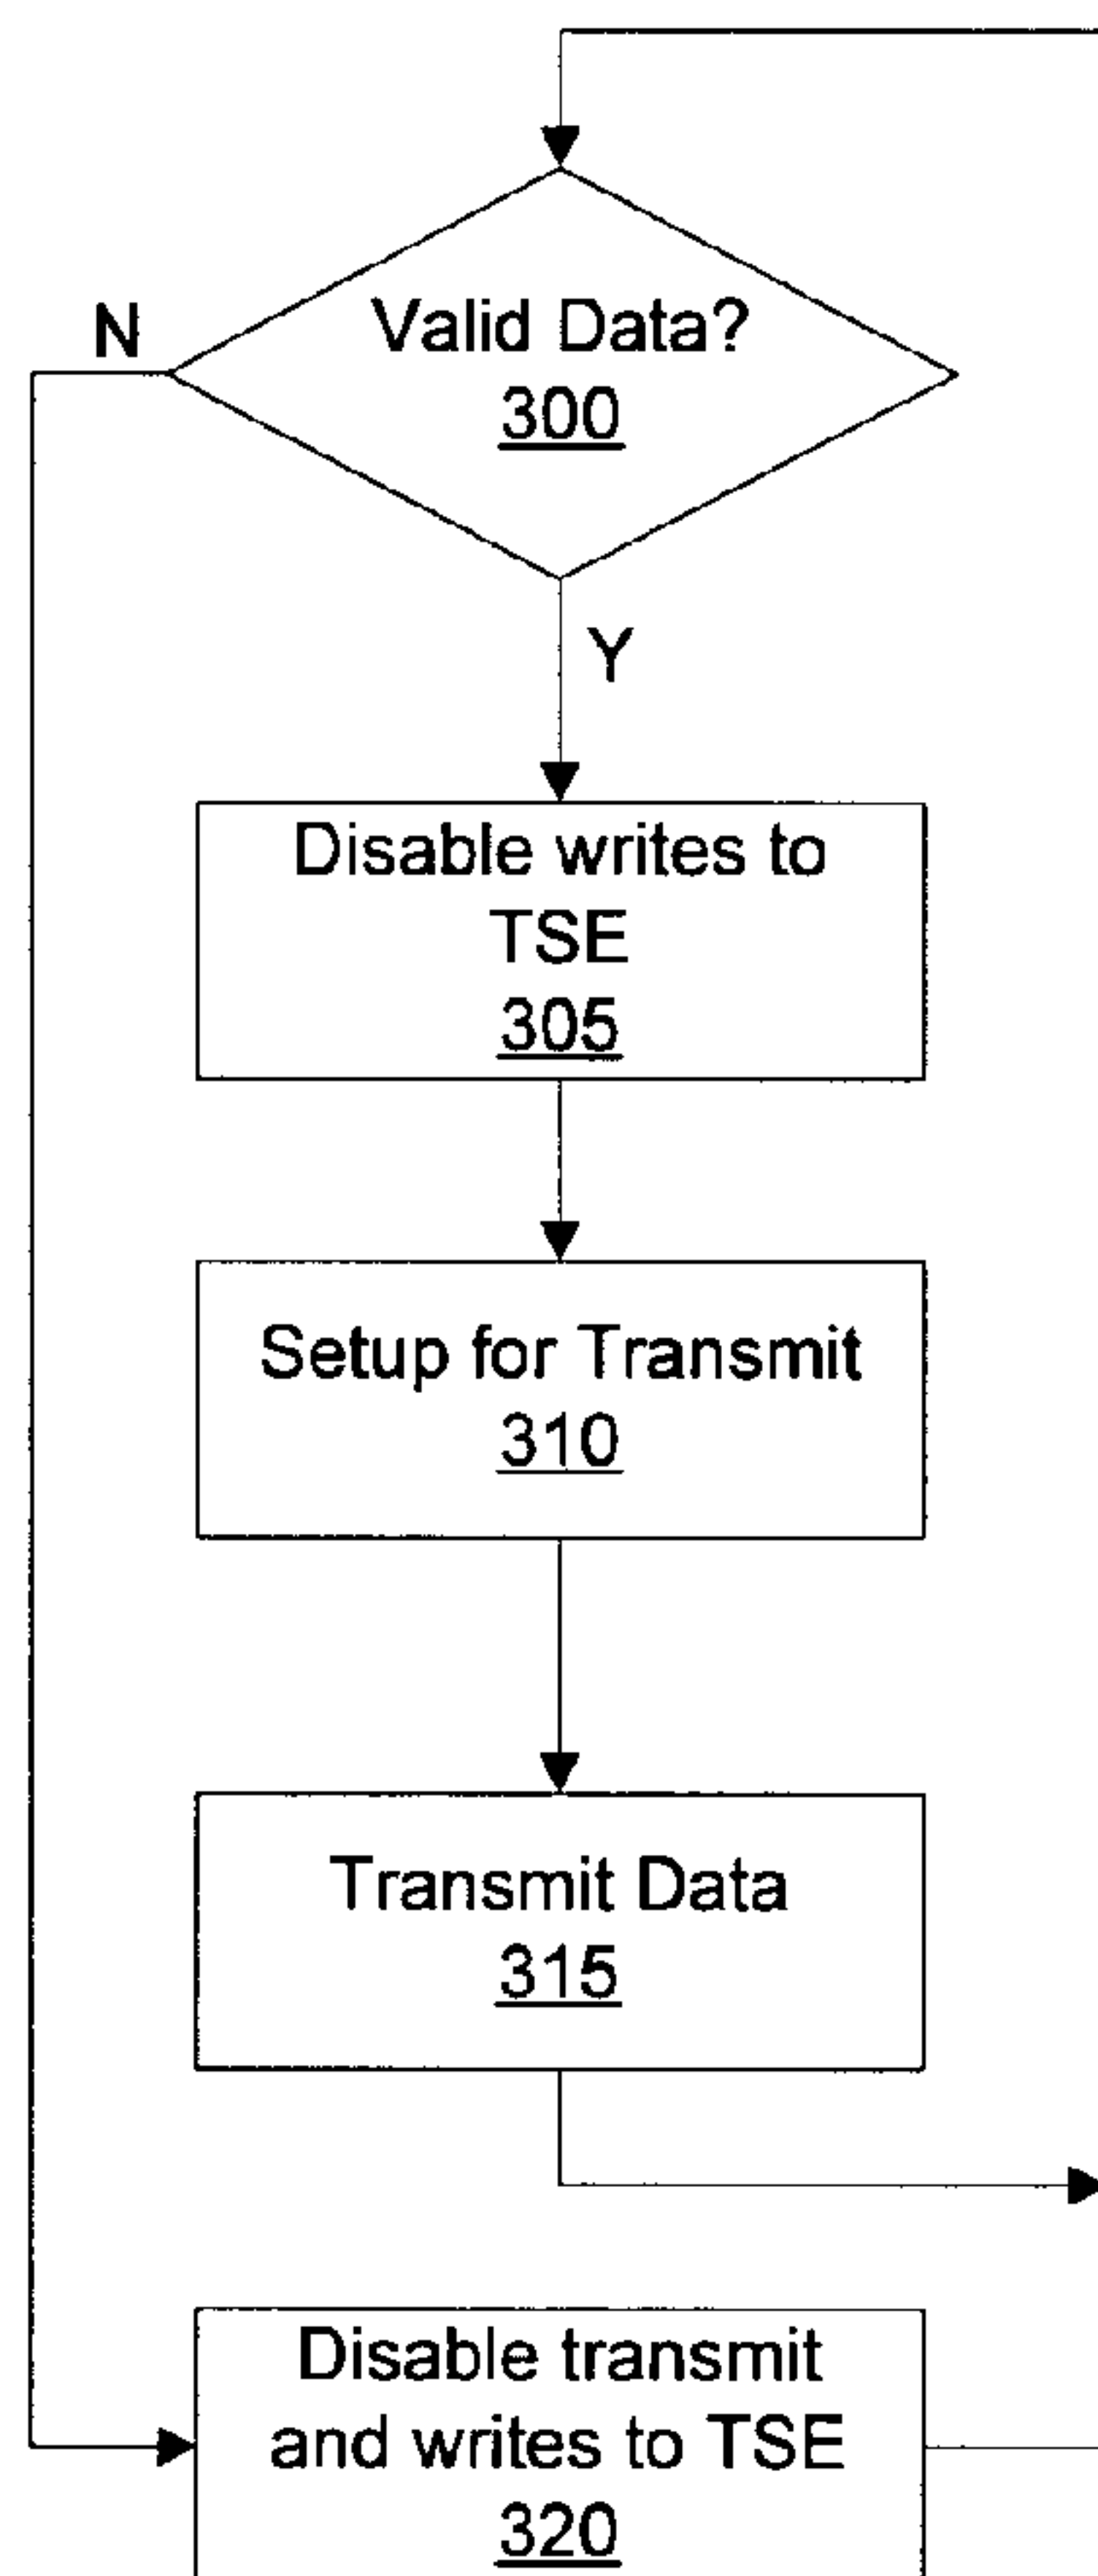 N
Valid Data?
300
Y
Disable writes to
TSE
305
Setup for Transmit
310
Transmit Data
315
Disable transmit
and writes to TSE
320